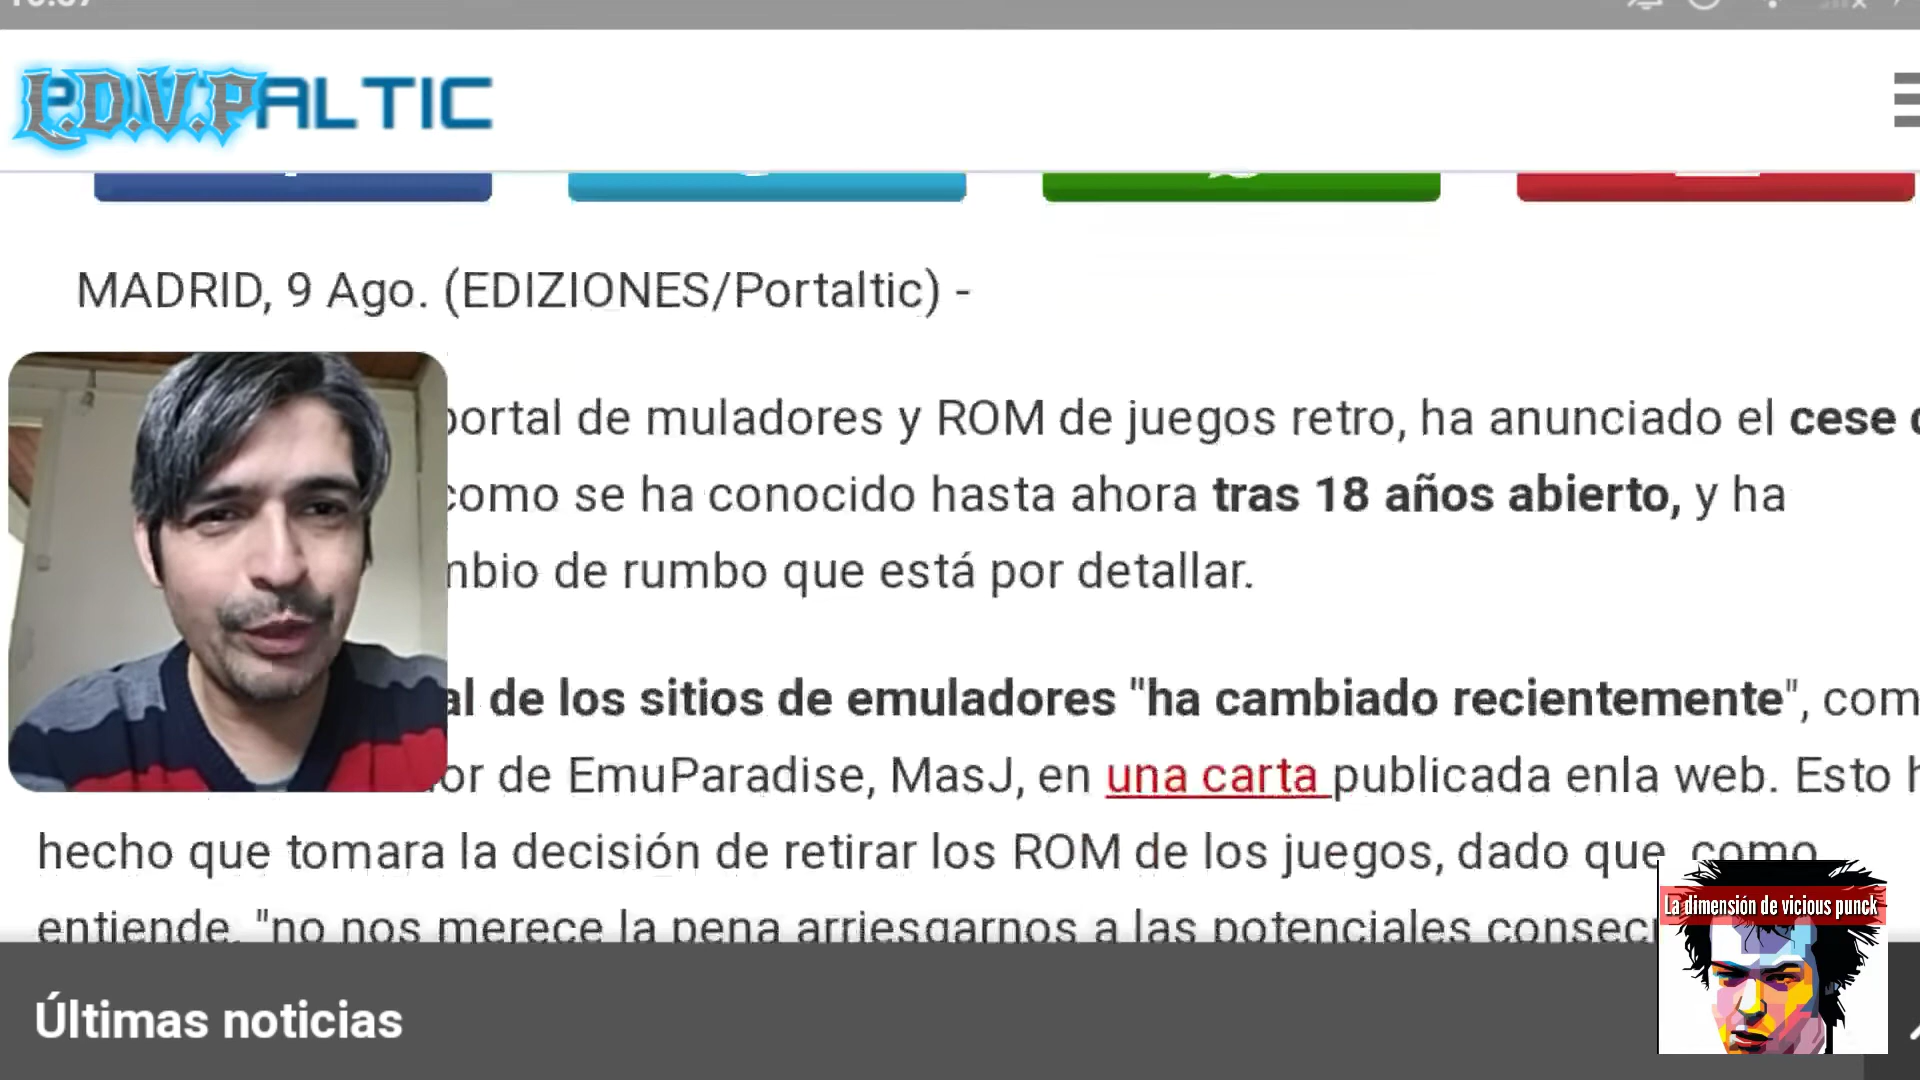 L.D.V.P
ALTIC
MADRID, 9 Ago. (EDIZIONES/Portaltic) -
portal de muladores y ROM de juegos retro, ha anunciado el cese
como se ha conocido hasta ahora tras 18 años abierto, y ha
mbio de rumbo que está por detallar.
al de los sitios de emuladores "ha cambiado recientemente", com
or de EmuParadise, MasJ, en una carta publicada enla web. Esto h
hecho que tomara la decisión de retirar los ROM de los juegos, dado que, como
entiende, "no nos merece la pena arriesgarnos a las potenciales consecu
La dimensión de vicious punck
Últimas noticias